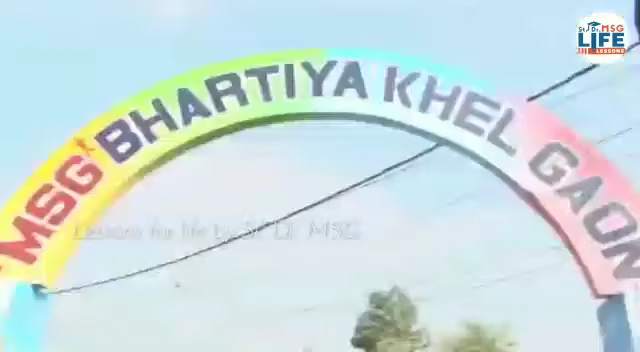 St. Dr. MSG
LIFE
LESSONS
MSG BHARTIYA KHEL GAON
Lessons for life by ST. Dr. MSG